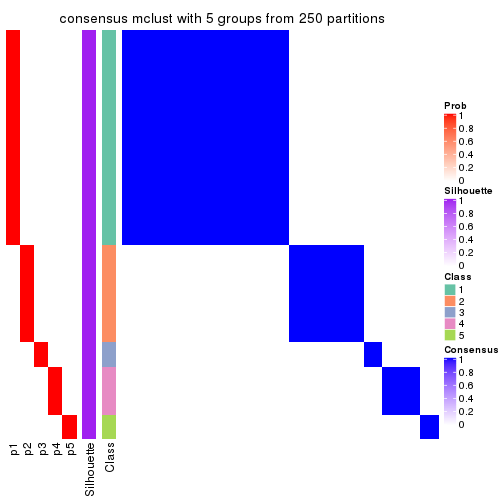 consensus mclust with 5 groups from 250 partitions
Prob
1
0.8
0.6
0.4
0.2
0
Silhouette
1
0.8
0.6
0.4
0.2
0
Class
1
2
3
4
5
Consensus
1
0.8
0.6
0.4
0.2
0
p1
p2
p3
p4
p5
Silhouette
Class